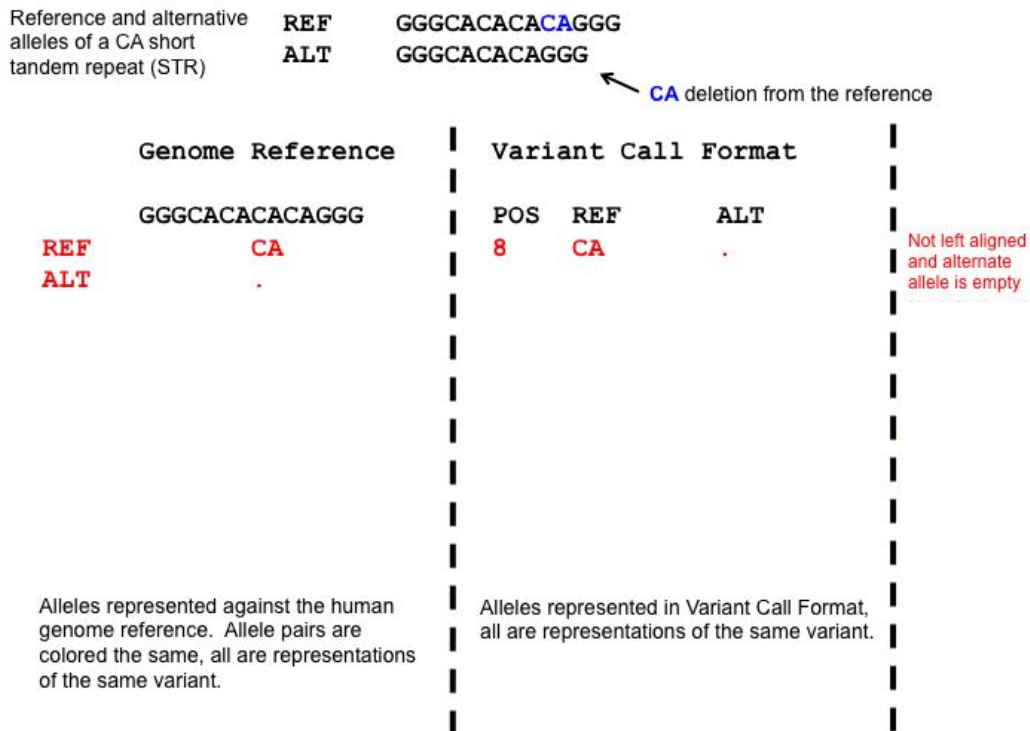 Reference and alternative
alleles of a CA short
tandem repeat (STR)
REF GGGCACACACAGGG
ALT GGGCACACAGGG
CA deletion from the reference
Genome Reference
GGGCACACACAGGG
REF CA
ALT .
Alleles represented against the human
genome reference. Allele pairs are
colored the same, all are representations
of the same variant.
Variant Call Format
POS REF ALT
8 CA .
Alleles represented in Variant Call Format,
all are representations of the same variant.
Not left aligned
and alternate
allele is empty